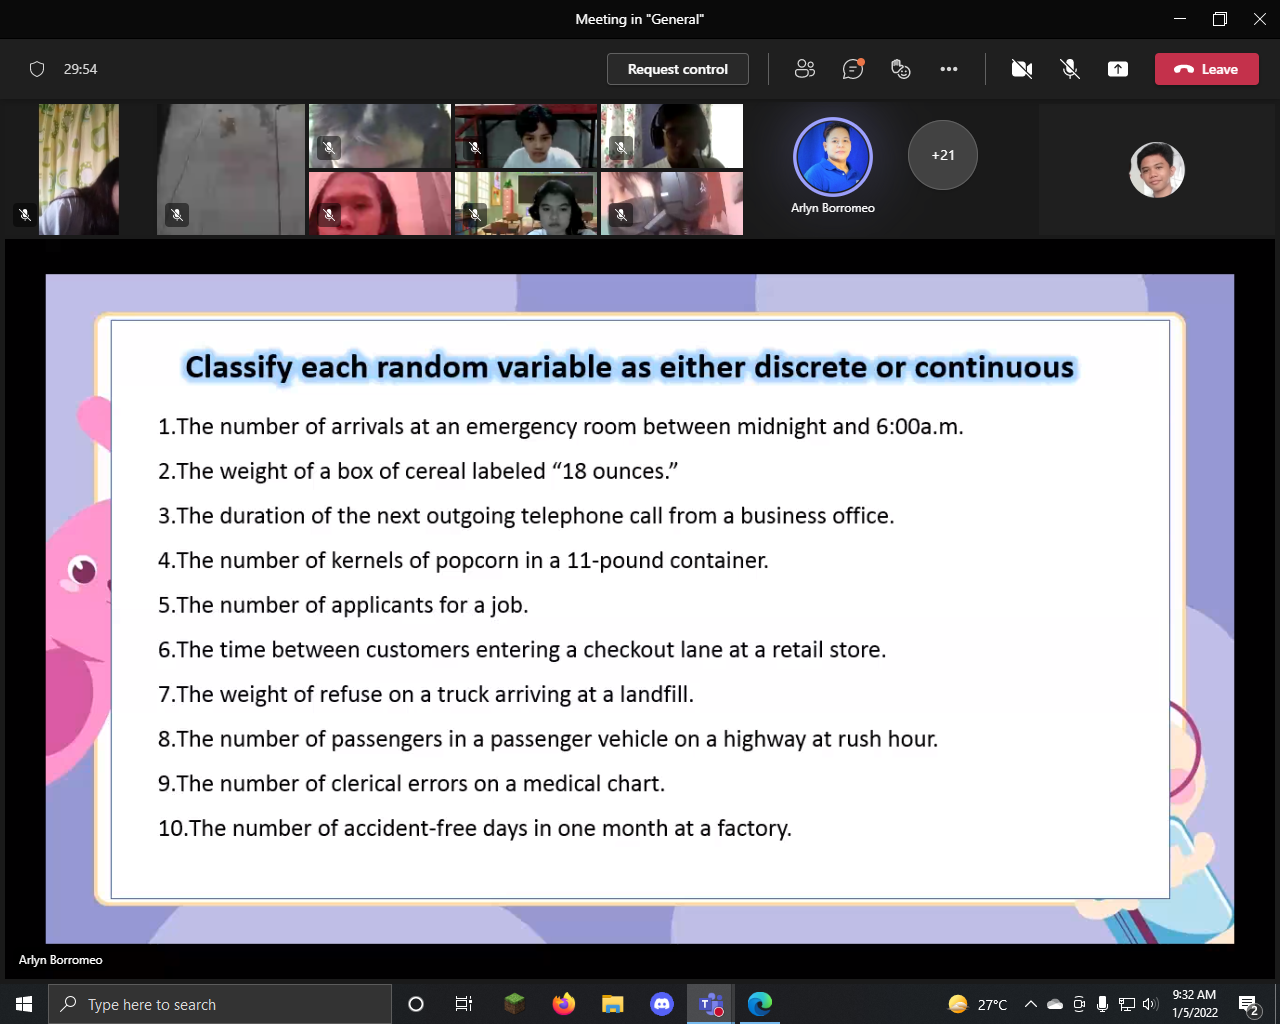 Meeting in "General"
29:54
Request control
Leave
Arlyn Borromeo
+21
Classify each random variable as either discrete or continuous
1.The number of arrivals at an emergency room between midnight and 6:00a.m.
2.The weight of a box of cereal labeled “18 ounces.”
3.The duration of the next outgoing telephone call from a business office.
4.The number of kernels of popcorn in a 11-pound container.
5.The number of applicants for a job.
6.The time between customers entering a checkout lane at a retail store.
7.The weight of refuse on a truck arriving at a landfill.
8.The number of passengers in a passenger vehicle on a highway at rush hour.
9.The number of clerical errors on a medical chart.
10.The number of accident-free days in one month at a factory.
Arlyn Borromeo
Type here to search
T
27°C
9:32 AM
1/5/2022
2